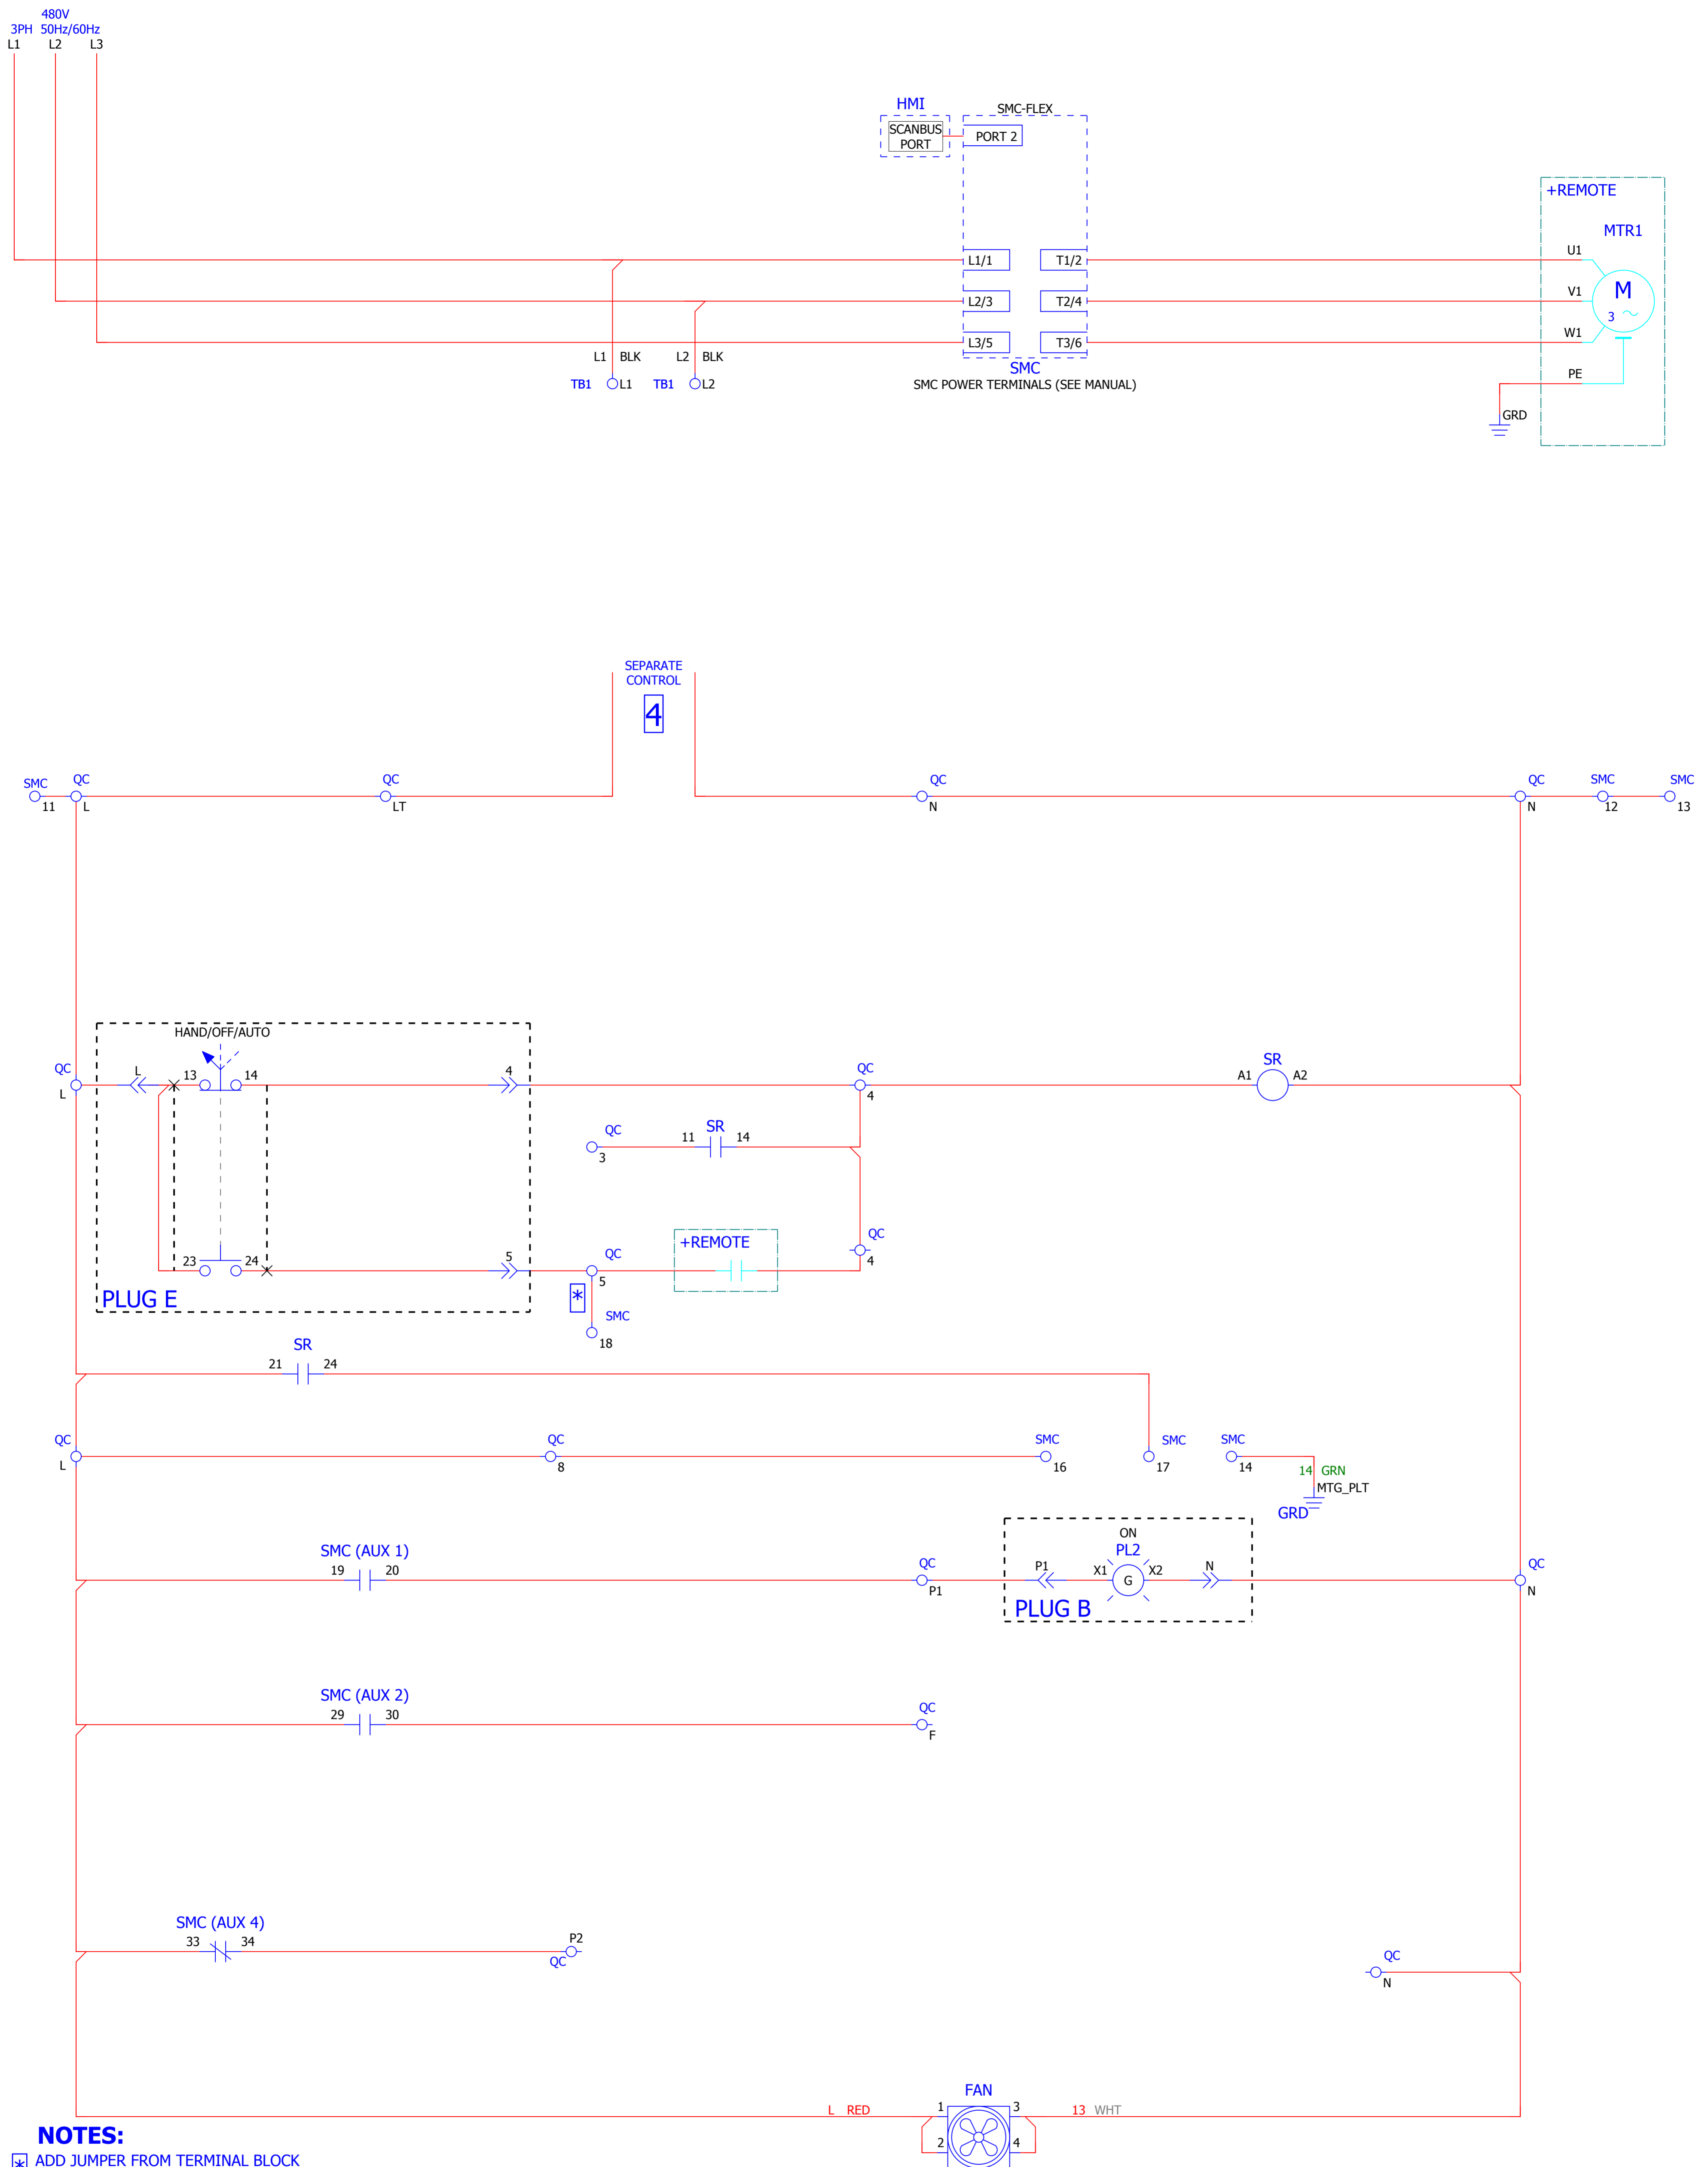 480V
3PH 50Hz/60Hz
L1 L2 L3
HMI
SMC-FLEX
SCANBUS
PORT
PORT 2
+REMOTE
MTR1
L1/1 T1/2 U1
L2/3 T2/4 V1
M
3
L3/5 T3/6 W1
L1 BLK L2 BLK
SMC
TB1 L1 TB1 L2
SMC POWER TERMINALS (SEE MANUAL)
PE
GRD
SEPARATE
CONTROL
4
SMC QC QC QC QC SMC SMC
11 L LT N N 12 13
HAND/OFF/AUTO
QC L 13 14 4 QC SR
L 4 A1 A2
QC 11 SR 14
3
23 24 5 QC +REMOTE QC
5 4
PLUG E
*
SMC
18
SR
21 24
QC QC SMC SMC SMC
L 8 16 17 14
14 GRN
MTG_PLT
GRD
ON
SMC (AUX 1) PL2
19 20 QC P1 X1 X2 N QC
G
P1 N
PLUG B
SMC (AUX 2)
29 30 QC
F
SMC (AUX 4)
33 34 P2
QC
QC
N
FAN
L RED 1 3 13 WHT
2 4
NOTES:
* ADD JUMPER FROM TERMINAL BLOCK